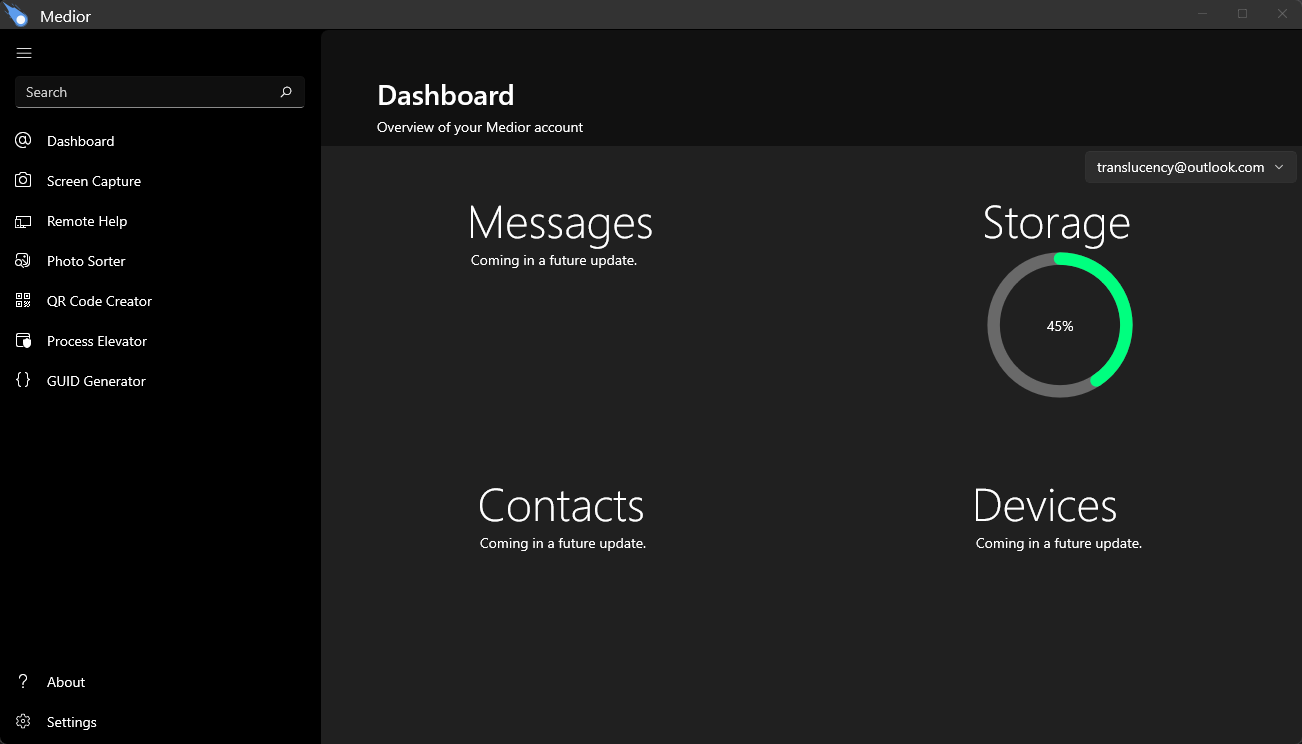 Medior
Search
Dashboard
Screen Capture
Remote Help
Photo Sorter
QR Code Creator
Process Elevator
GUID Generator
About
Settings
Dashboard
Overview of your Medior account
translucency@outlook.com
Messages
Coming in a future update.
Storage
45%
Contacts
Coming in a future update.
Devices
Coming in a future update.